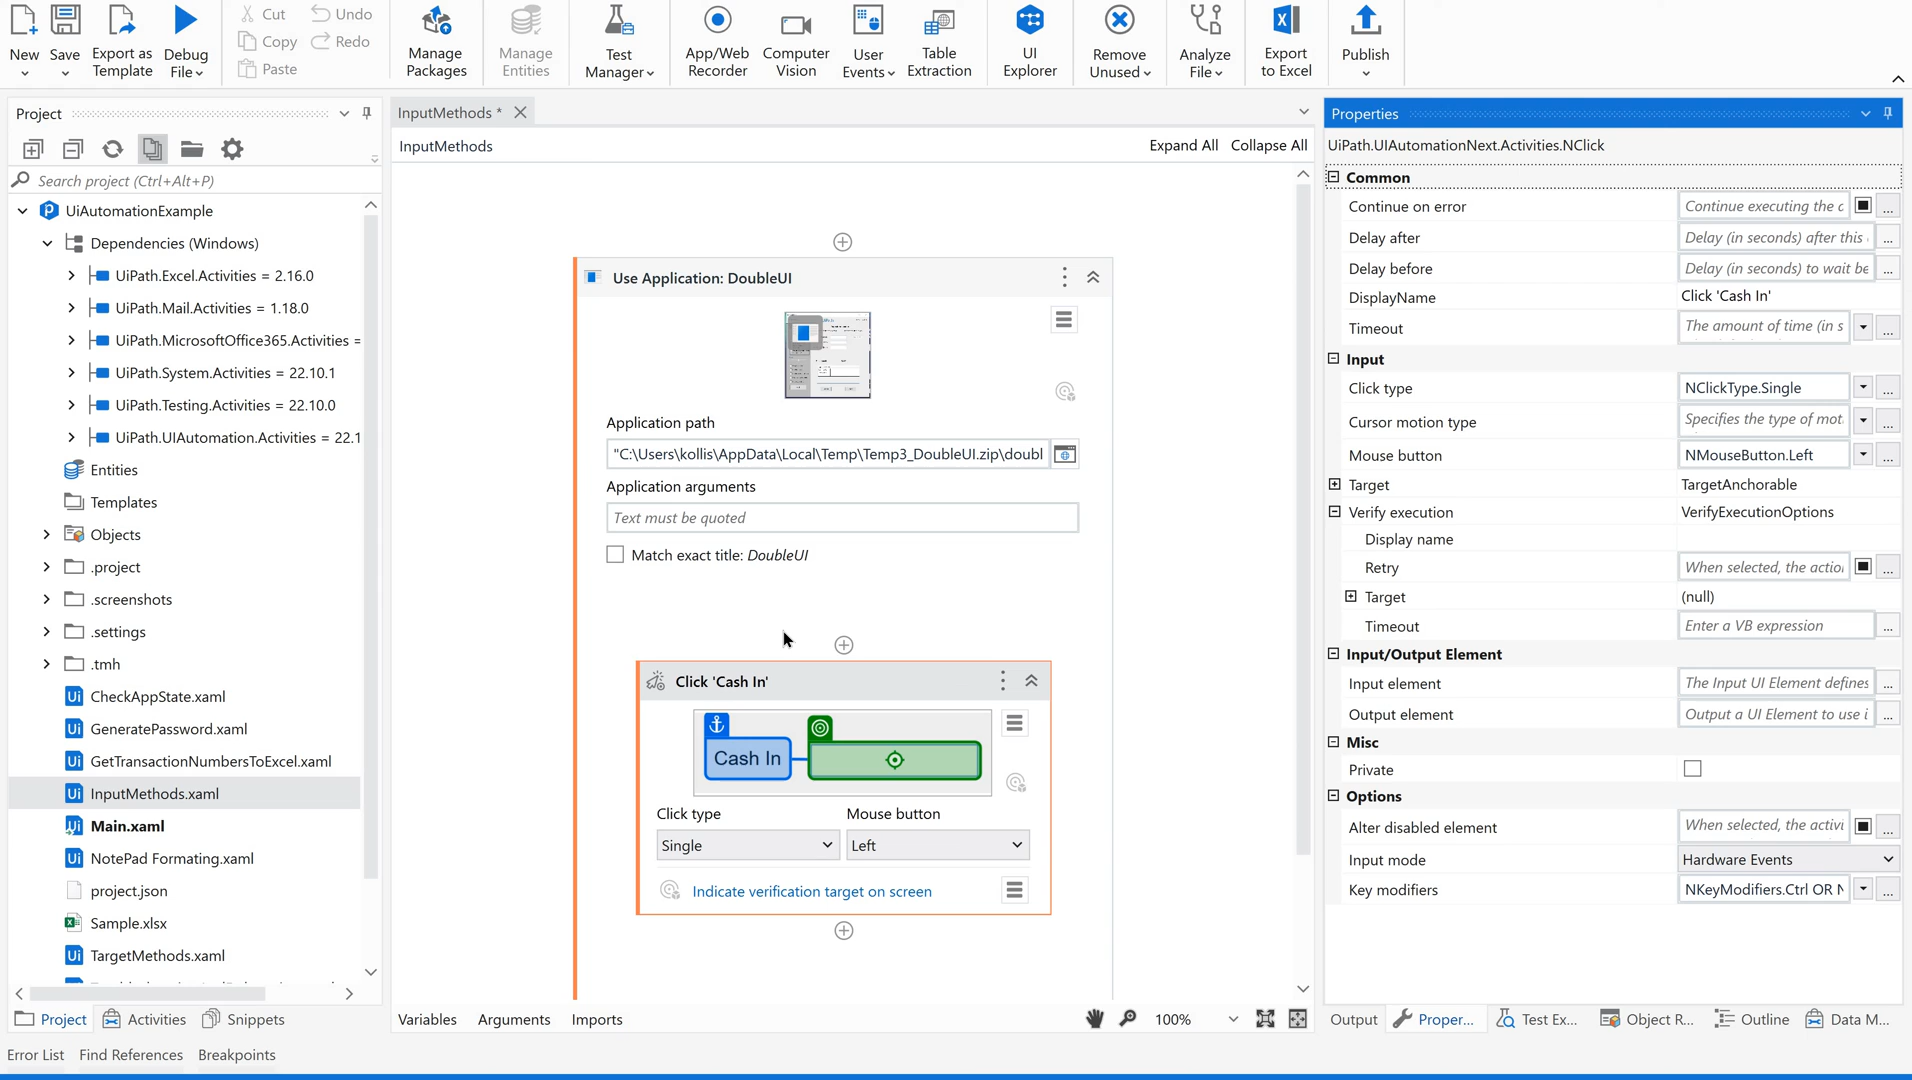 New
Save
Export as
Template
Debug
File
Cut
Copy
Paste
Undo
Redo
Manage
Packages
Manage
Entities
Test
Manager
App/Web
Recorder
Computer
Vision
User
Events
Table
Extraction
UI
Explorer
Remove
Unused
Analyze
File
Export
to Excel
Publish
Project
Search project (Ctrl+Alt+P)
UiAutomationExample
Dependencies (Windows)
UiPath.Excel.Activities = 2.16.0
UiPath.Mail.Activities = 1.18.0
UiPath.MicrosoftOffice365.Activities =
UiPath.System.Activities = 22.10.1
UiPath.Testing.Activities = 22.10.0
UiPath.UIAutomation.Activities = 22.1
Entities
Templates
Objects
.project
.screenshots
.settings
.tmh
CheckAppState.xaml
GeneratePassword.xaml
GetTransactionNumbersToExcel.xaml
InputMethods.xaml
Main.xaml
NotePad Formating.xaml
project.json
Sample.xlsx
TargetMethods.xaml
Project
Activities
Snippets
Error List
Find References
Breakpoints
InputMethods *
InputMethods
Expand All
Collapse All
Use Application: DoubleUI
Application path
"C:\Users\kollis\AppData\Local\Temp\Temp3_DoubleUI.zip\doubl
Application arguments
Text must be quoted
Match exact title: DoubleUI
Click 'Cash In'
Cash In
Click type
Mouse button
Single
Left
Indicate verification target on screen
Variables
Arguments
Imports
100%
Properties
UiPath.UIAutomationNext.Activities.NClick
Common
Continue on error
Continue executing the c
Delay after
Delay (in seconds) after this
Delay before
Delay (in seconds) to wait be
DisplayName
Click 'Cash In'
Timeout
The amount of time (in s
Input
Click type
NClickType.Single
Cursor motion type
Specifies the type of mot
Mouse button
NMouseButton.Left
Target
TargetAnchorable
Verify execution
VerifyExecutionOptions
Display name
Retry
When selected, the actio
Target
(null)
Timeout
Enter a VB expression
Input/Output Element
Input element
The Input UI Element defines
Output element
Output a UI Element to use i
Misc
Private
Options
Alter disabled element
When selected, the activi
Input mode
Hardware Events
Key modifiers
NKeyModifiers.Ctrl OR N
Output
Proper...
Test Ex...
Object R...
Outline
Data M...